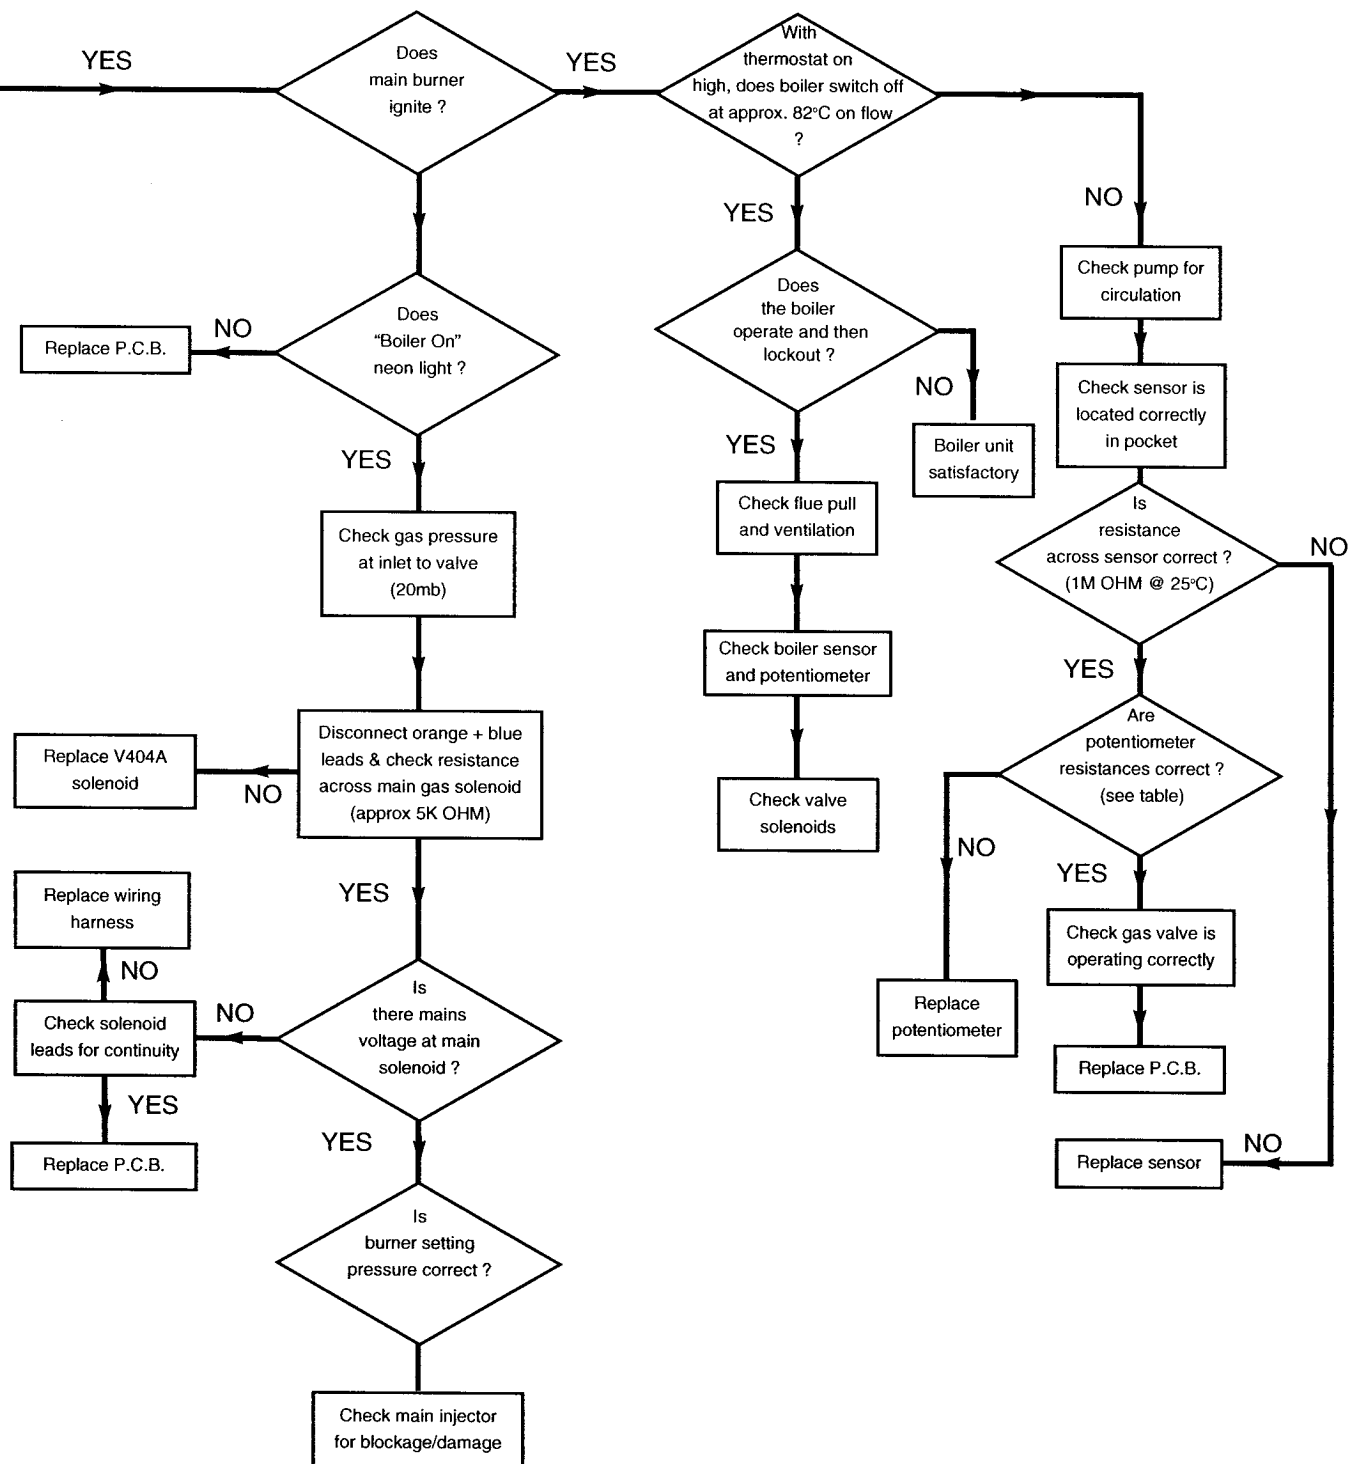 YES
Does
main burner
ignite ?
YES
With
thermostat on
high, does boiler switch off
at approx. 82°C on flow
?
NO
Check pump for
circulation
Check sensor is
located correctly
in pocket
Is
resistance
across sensor correct ?
(1M OHM @ 25°C)
NO
YES
Are
potentiometer
resistances correct ?
(see table)
NO
Replace
potentiometer
YES
Check gas valve is
operating correctly
Replace P.C.B.
NO
Replace sensor
YES
Does
the boiler
operate and then
lockout ?
NO
Boiler unit
satisfactory
YES
Check flue pull
and ventilation
Check boiler sensor
and potentiometer
Check valve
solenoids
Does
“Boiler On”
neon light ?
NO
Replace P.C.B.
YES
Check gas pressure
at inlet to valve
(20mb)
Disconnect orange + blue
leads & check resistance
across main gas solenoid
(approx 5K OHM)
NO
Replace V404A
solenoid
YES
Is
there mains
voltage at main
solenoid ?
NO
Check solenoid
leads for continuity
NO
Replace wiring
harness
YES
Replace P.C.B.
YES
Is
burner setting
pressure correct ?
Check main injector
for blockage/damage